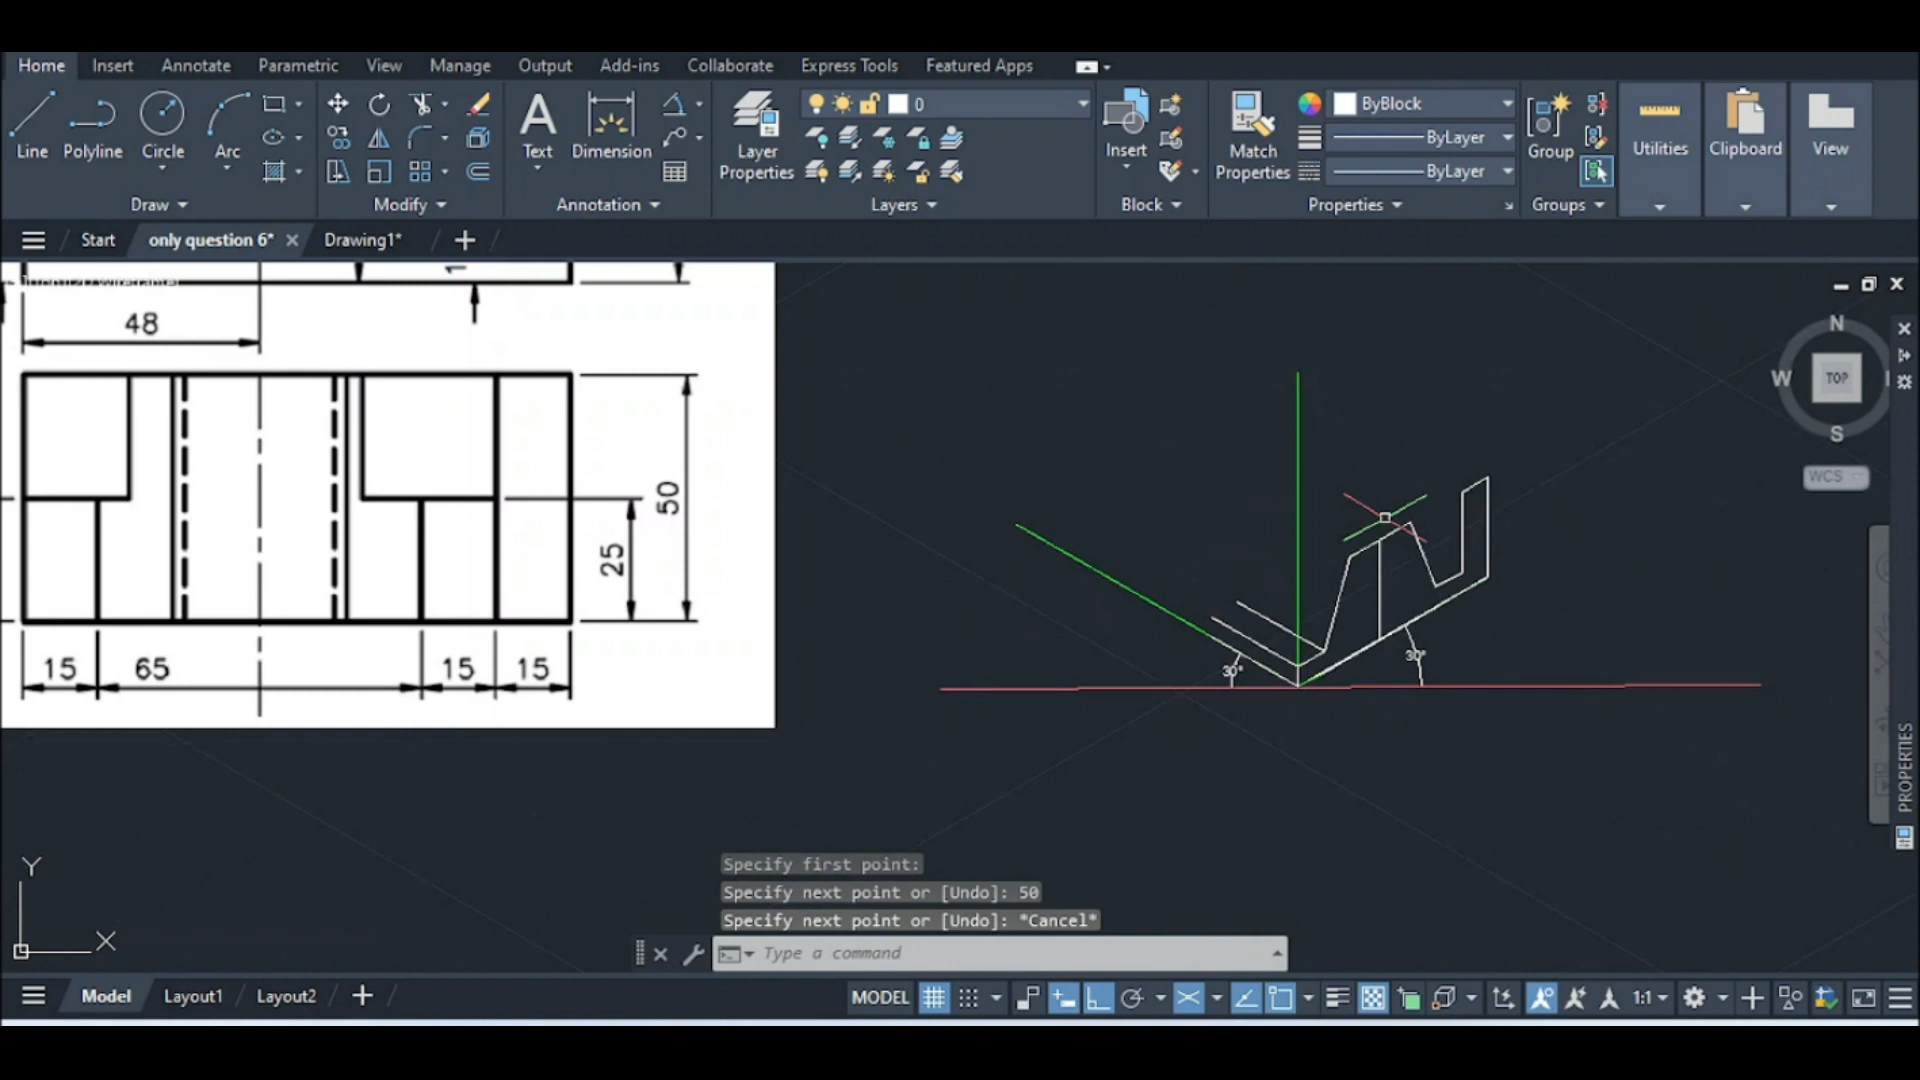 Home Insert Annotate Parametric View Manage Output Add-ins Collaborate Express Tools Featured Apps
0
ByBlock
ByLayer
ByLayer
Line Polyline Circle Arc
Text Dimension
Layer Properties
Insert
Match Properties
Group
Utilities
Clipboard
View
Draw Modify Annotation Layers Block Properties Groups
Start only question 6* Drawing1*
48
50
25
15 65 15 15
30°
30°
N
W TOP
S
WCS
PROPERTIES
Y
X
Specify first point:
Specify next point or [Undo]: 50
Specify next point or [Undo]: *Cancel*
Type a command
Model Layout1 Layout2
MODEL 1:1